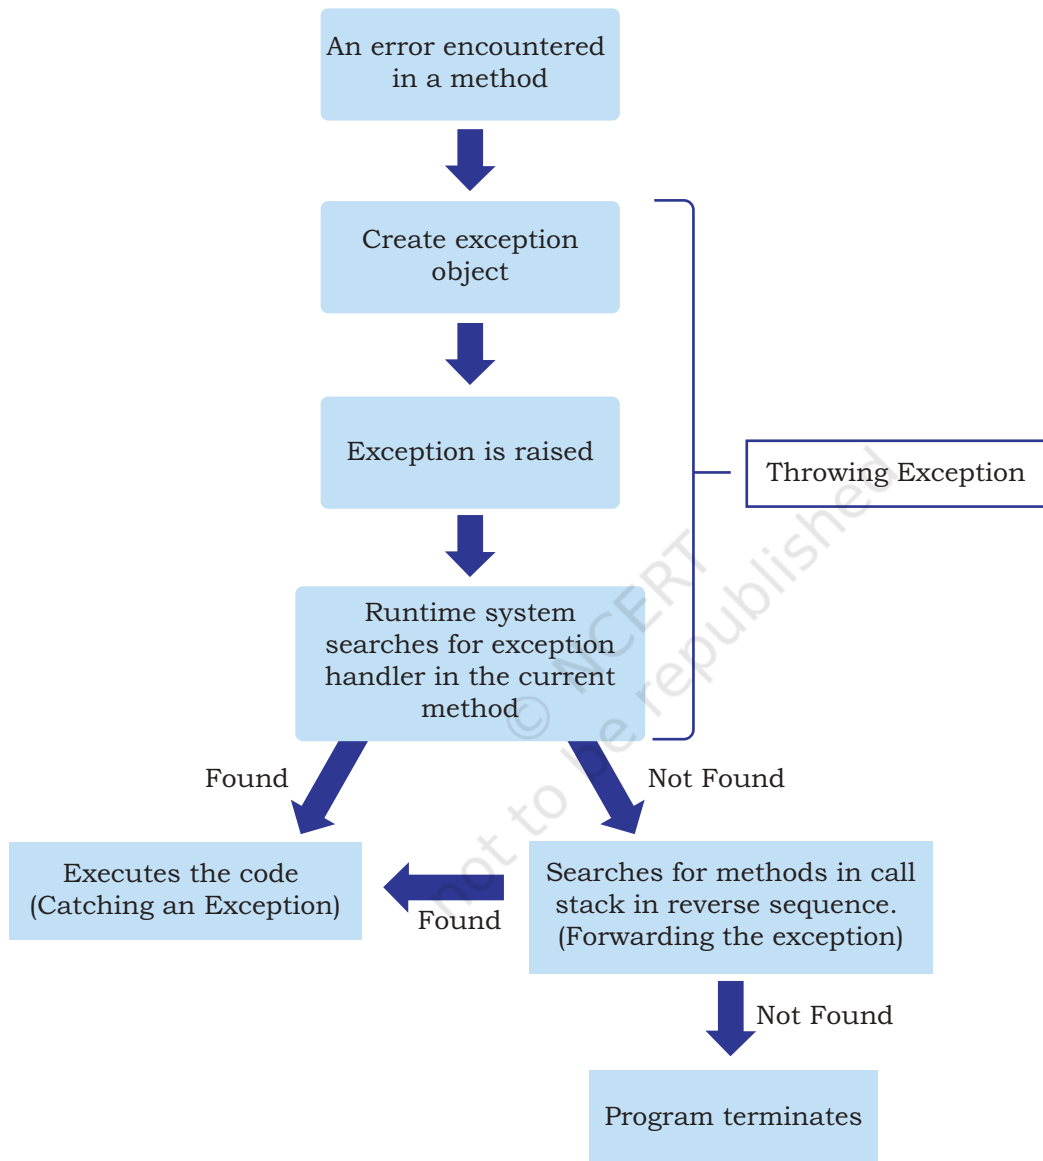 An error encountered
in a method
Create exception
object
Exception is raised
Throwing Exception
Runtime system
searches for exception
handler in the current
method
Found
Not Found
Executes the code
(Catching an Exception)
Found
Searches for methods in call
stack in reverse sequence.
(Forwarding the exception)
Not Found
Program terminates
© NCERT
not to be republished